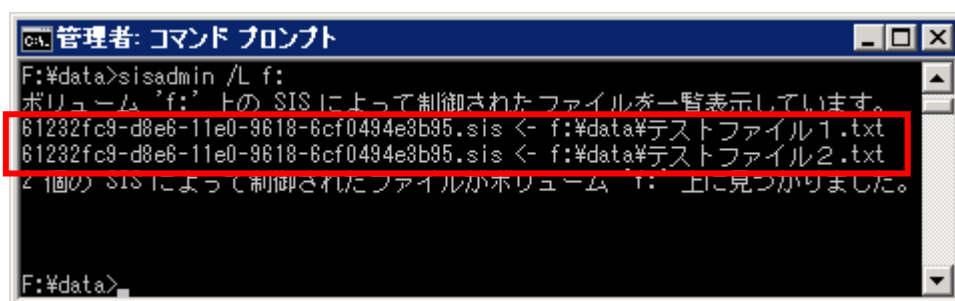 管理者: コマンド プロンプト
F:¥data>sisadmin /L f:
ボリューム 'f:' 上の SIS によって制御されたファイルを一覧表示しています。
61232fc9-d8e6-11e0-9618-6cf0494e3b95.sis <- f:¥data¥テストファイル１.txt
61232fc9-d8e6-11e0-9618-6cf0494e3b95.sis <- f:¥data¥テストファイル２.txt
2 個の SIS によって制御されたファイルがボリューム 'f:' 上に見つかりました。
F:¥data>